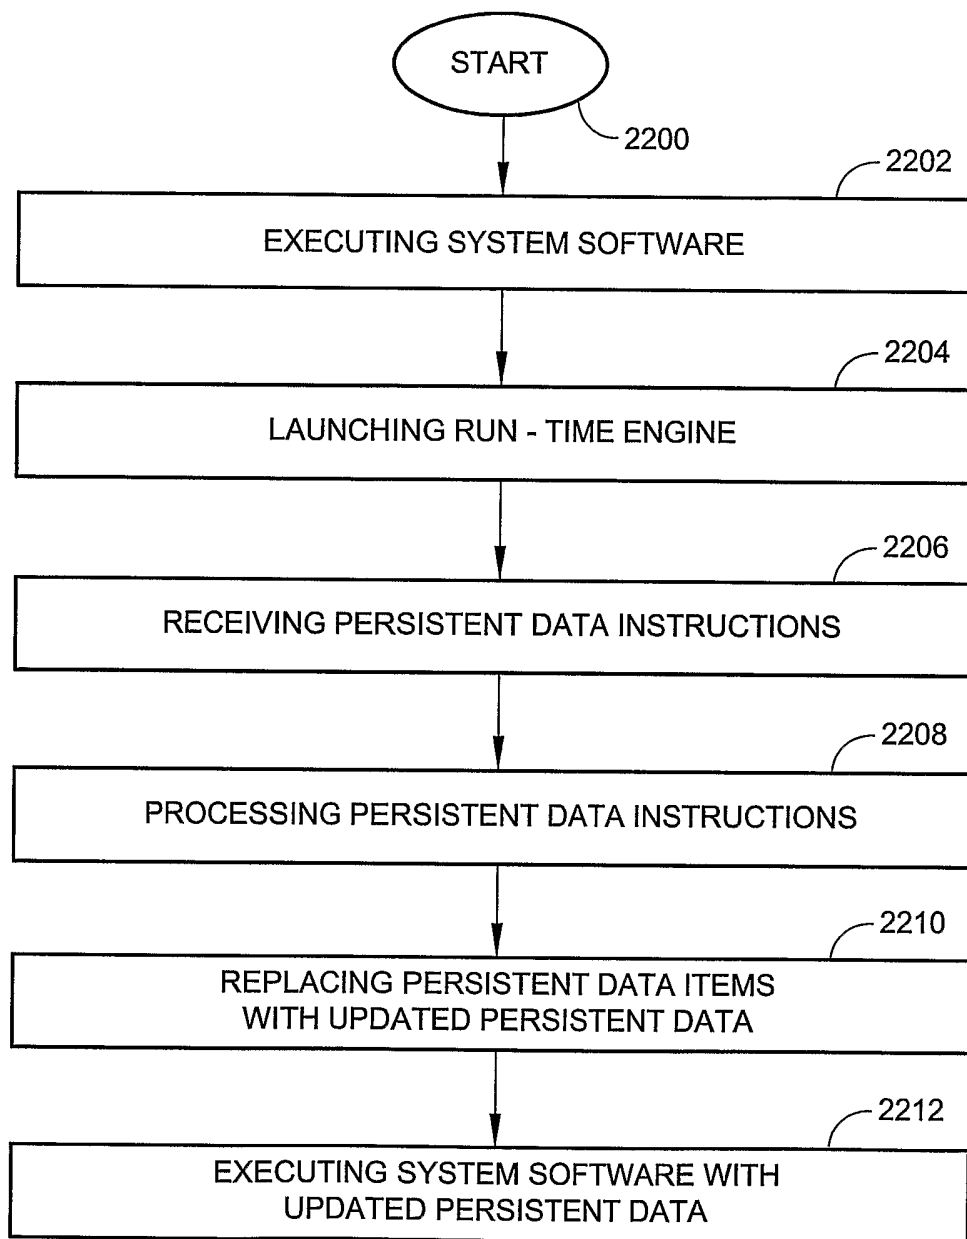 START
2200
2202
EXECUTING SYSTEM SOFTWARE
2204
LAUNCHING RUN - TIME ENGINE
2206
RECEIVING PERSISTENT DATA INSTRUCTIONS
2208
PROCESSING PERSISTENT DATA INSTRUCTIONS
2210
REPLACING PERSISTENT DATA ITEMS
WITH UPDATED PERSISTENT DATA
2212
EXECUTING SYSTEM SOFTWARE WITH
UPDATED PERSISTENT DATA